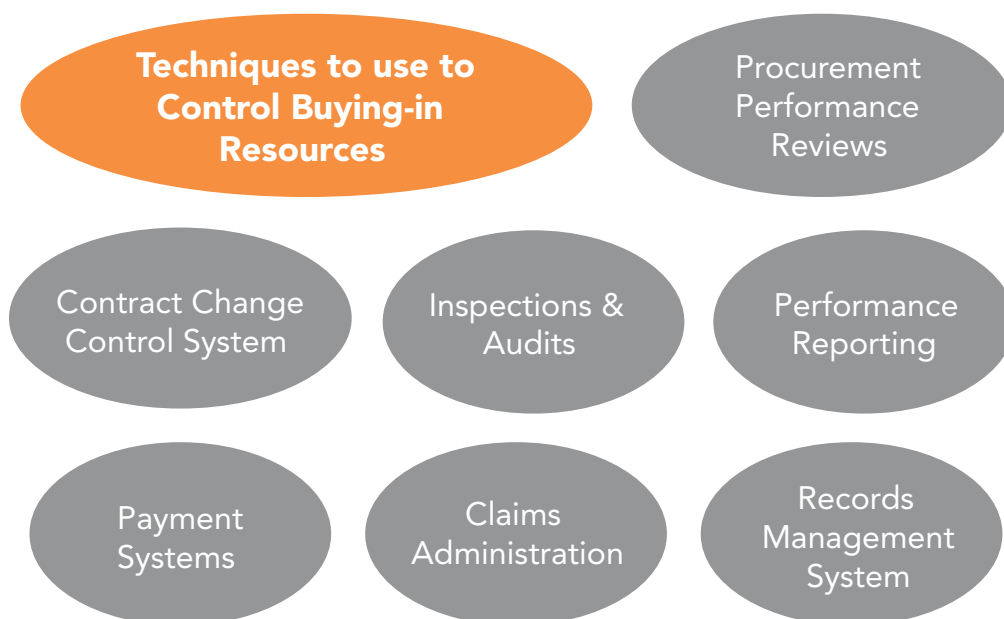 Techniques to use to
Control Buying-in
Resources
Procurement
Performance
Reviews
Contract Change
Control System
Inspections &
Audits
Performance
Reporting
Payment
Systems
Claims
Administration
Records
Management
System